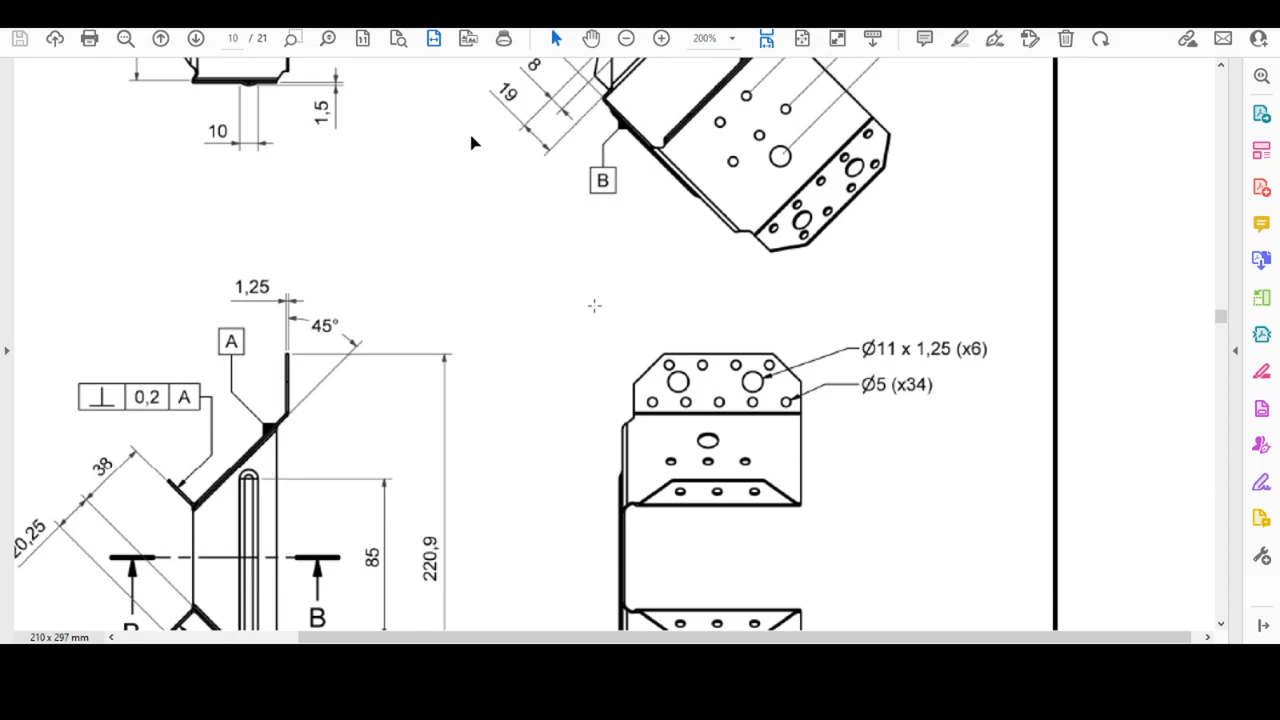 10 / 21
200%
8
19
1,5
10
B
1,25
45°
A
⊥ 0,2 A
Ø11 x 1,25 (x6)
Ø5 (x34)
38
20,25
85
220,9
B
210 x 297 mm